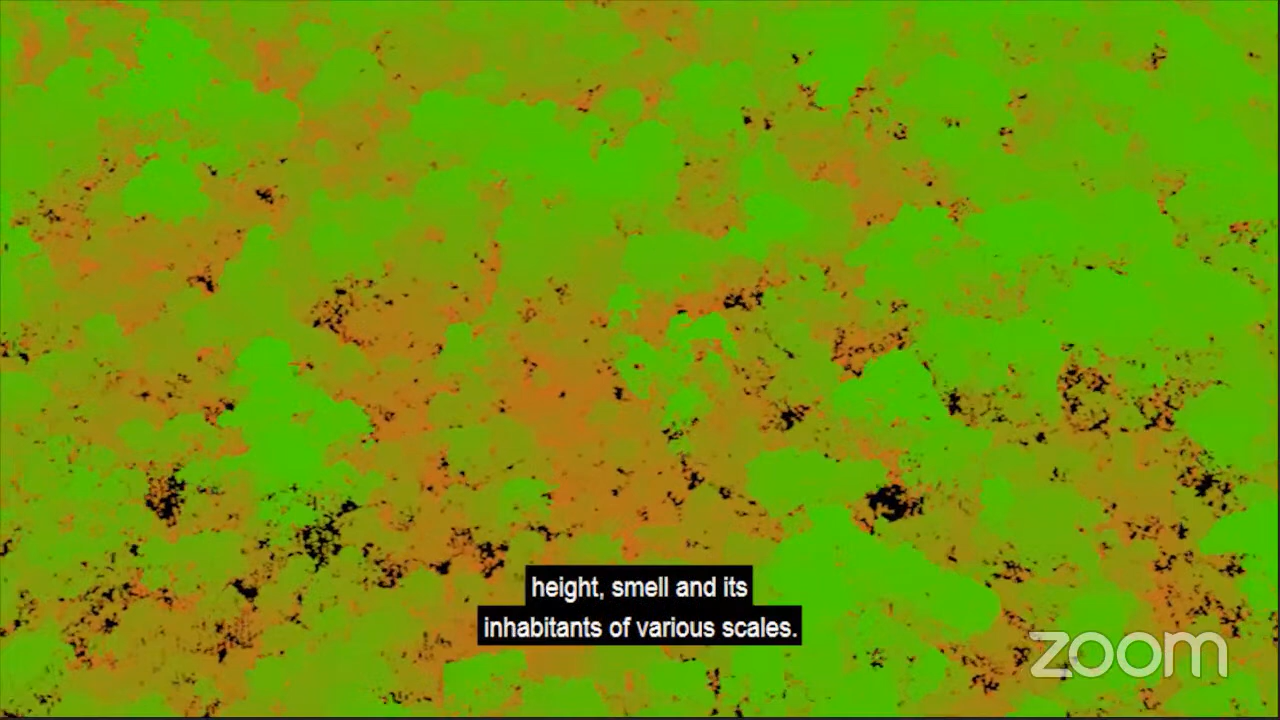 height, smell and its
inhabitants of various scales.
zoom